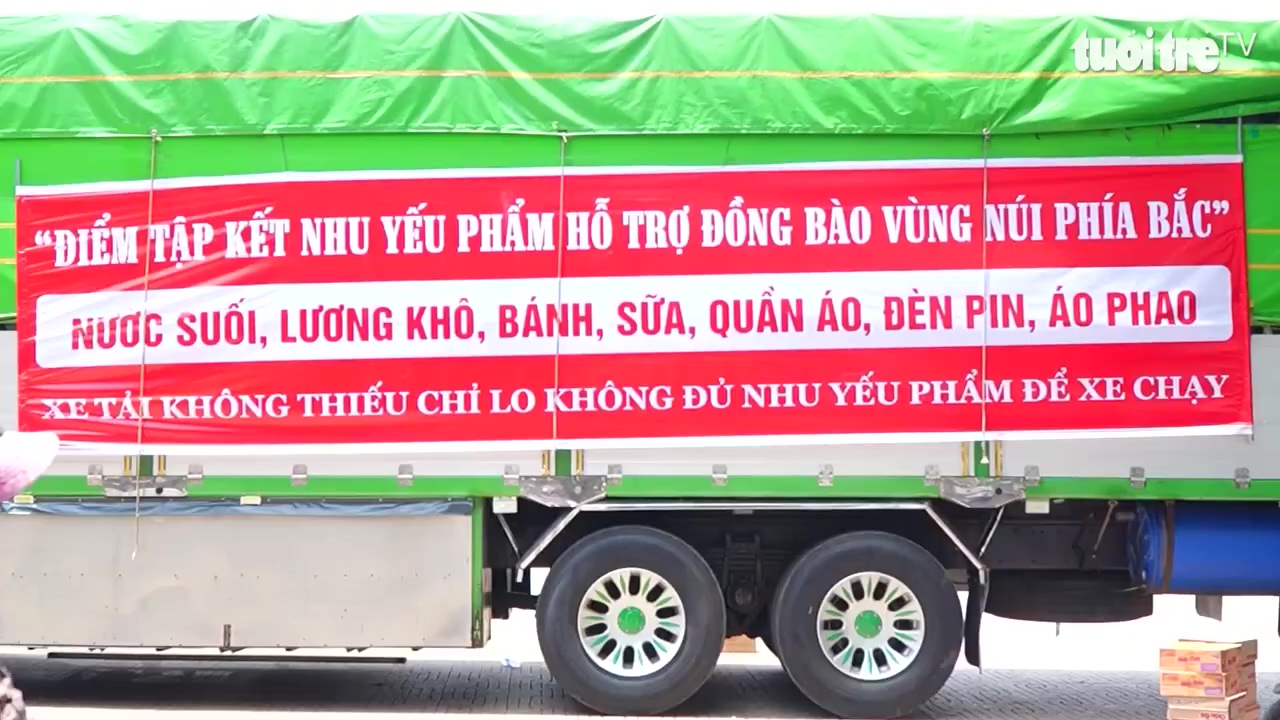 tuổi trẻ TV
“ĐIỂM TẬP KẾT NHU YẾU PHẨM HỖ TRỢ ĐỒNG BÀO VÙNG NÚI PHÍA BẮC”
NƯỚC SUỐI, LƯƠNG KHÔ, BÁNH, SỮA, QUẦN ÁO, ĐÈN PIN, ÁO PHAO
XE TẢI KHÔNG THIẾU CHỈ LO KHÔNG ĐỦ NHU YẾU PHẨM ĐỂ XE CHẠY